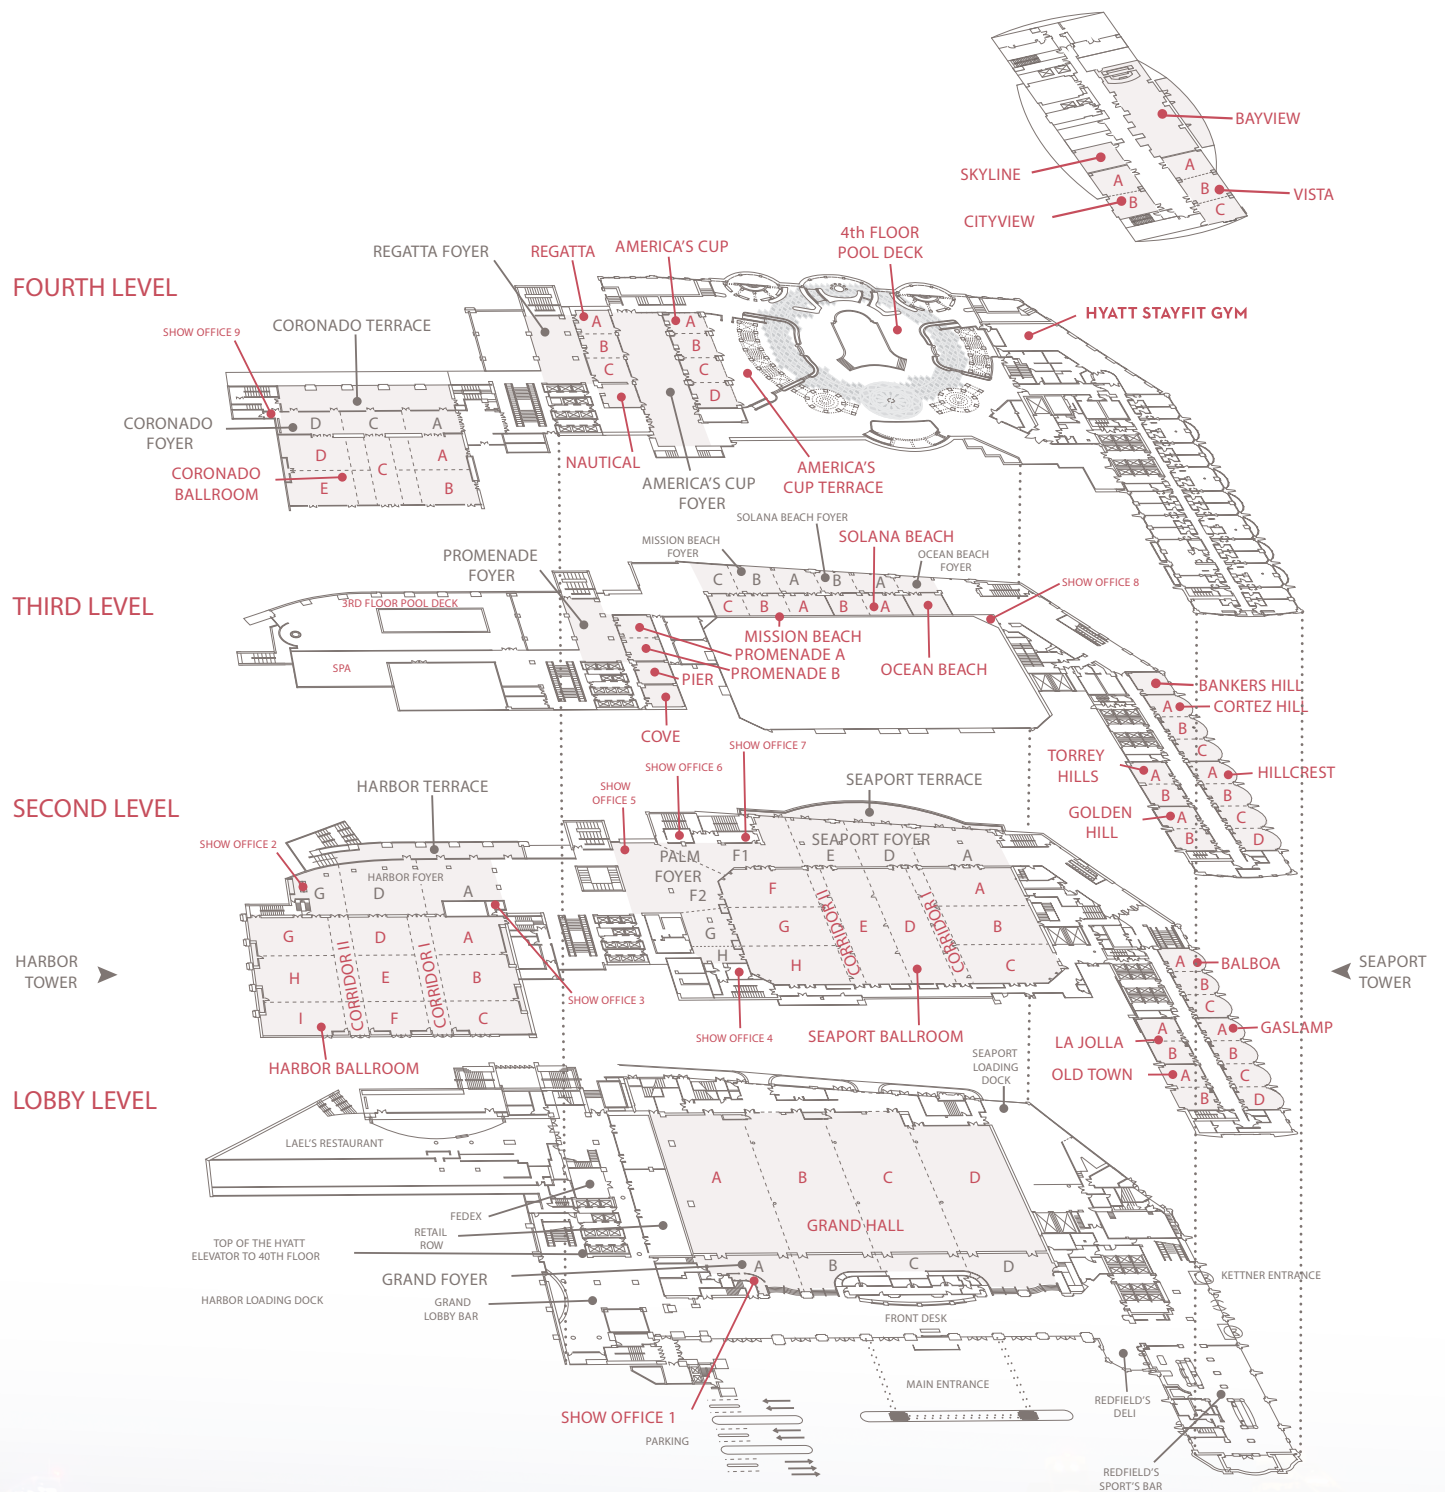 BAYVIEW
SKYLINE
A
A
B
B
VISTA
C
CITYVIEW
FOURTH LEVEL
REGATTA FOYER
REGATTA
AMERICA'S CUP
4th FLOOR
POOL DECK
HYATT STAYFIT GYM
SHOW OFFICE 9
CORONADO TERRACE
A
B
C
A
B
C
D
CORONADO
FOYER
D
C
A
CORONADO
BALLROOM
D
C
A
E
B
NAUTICAL
AMERICA'S CUP
FOYER
AMERICA'S
CUP TERRACE
THIRD LEVEL
PROMENADE
FOYER
MISSION BEACH
FOYER
SOLANA BEACH FOYER
SOLANA BEACH
OCEAN BEACH
FOYER
SHOW OFFICE 8
C
B
A
B
A
C
B
A
B
A
3RD FLOOR POOL DECK
SPA
MISSION BEACH
PROMENADE A
PROMENADE B
PIER
COVE
OCEAN BEACH
BANKERS HILL
A
CORTEZ HILL
B
C
TORREY
HILLS
A
B
A
HILLCREST
B
C
D
GOLDEN
HILL
A
B
SECOND LEVEL
HARBOR TERRACE
SHOW OFFICE 2
HARBOR FOYER
G
D
A
G
D
A
H
E
B
I
F
C
CORRIDOR II
CORRIDOR I
HARBOR BALLROOM
SHOW OFFICE 3
SHOW
OFFICE 5
SHOW OFFICE 6
SHOW OFFICE 7
SEAPORT TERRACE
SEAPORT FOYER
PALM
FOYER
F1
E
D
A
F2
G
H
F
G
H
CORRIDOR II
E
D
CORRIDOR I
A
B
C
SHOW OFFICE 4
SEAPORT BALLROOM
HARBOR
TOWER
SEAPORT
TOWER
A
BALBOA
B
C
LA JOLLA
A
B
A
GASLAMP
B
C
D
OLD TOWN
A
B
LOBBY LEVEL
SEAPORT
LOADING
DOCK
LAEL'S RESTAURANT
FEDEX
RETAIL
ROW
TOP OF THE HYATT
ELEVATOR TO 40TH FLOOR
A
B
C
D
GRAND HALL
GRAND FOYER
A
B
C
D
HARBOR LOADING DOCK
GRAND
LOBBY BAR
FRONT DESK
KETTNER ENTRANCE
MAIN ENTRANCE
SHOW OFFICE 1
PARKING
REDFIELD'S
DELI
REDFIELD'S
SPORT'S BAR